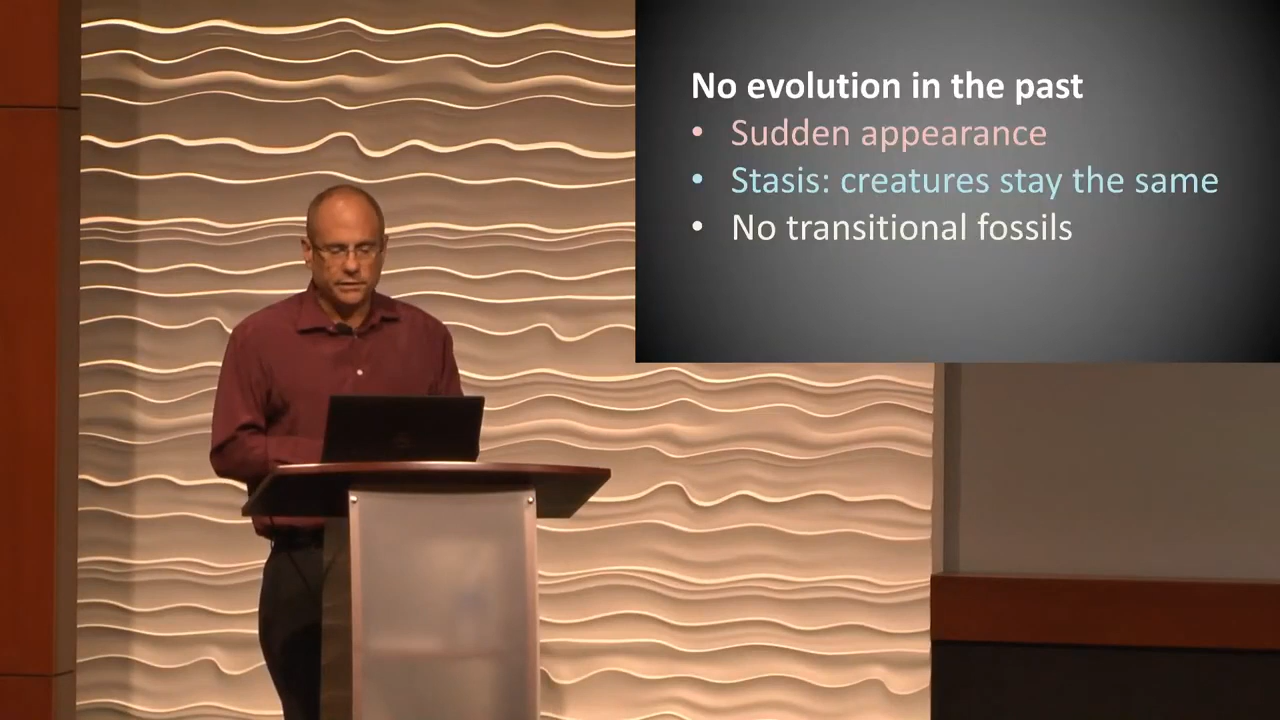 No evolution in the past
• Sudden appearance
• Stasis: creatures stay the same
• No transitional fossils